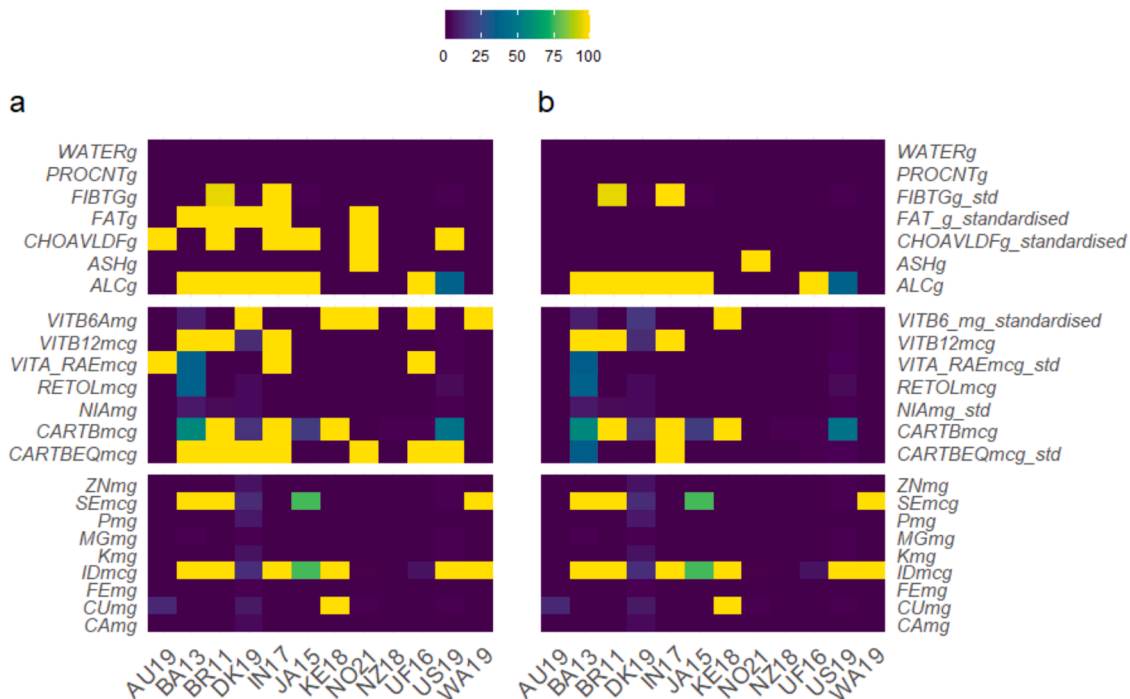 0 25 50 75 100
a b
WATERg WATERg
PROCNTg PROCNTg
FIBTGg FIBTGg_std
FATg FAT_g_standardised
CHOAVLDFg CHOAVLDFg_standardised
ASHg ASHg
ALCg ALCg
VITB6Amg VITB6_mg_standardised
VITB12mcg VITB12mcg
VITA_RAEmcg VITA_RAEmcg_std
RETOLmcg RETOLmcg
NIAmg NIAmg_std
CARTBmcg CARTBmcg
CARTBEQmcg CARTBEQmcg_std
ZNmg ZNmg
SEmcg SEmcg
Pmg Pmg
MGmg MGmg
Kmg Kmg
IDmcg IDmcg
FEmg FEmg
CUmg CUmg
CAmg CAmg
AU19 BA13 BR11 DK19 IN17 JA15 KE18 NO21 NZ18 UF16 US19 WA19 AU19 BA13 BR11 DK19 IN17 JA15 KE18 NO21 NZ18 UF16 US19 WA19